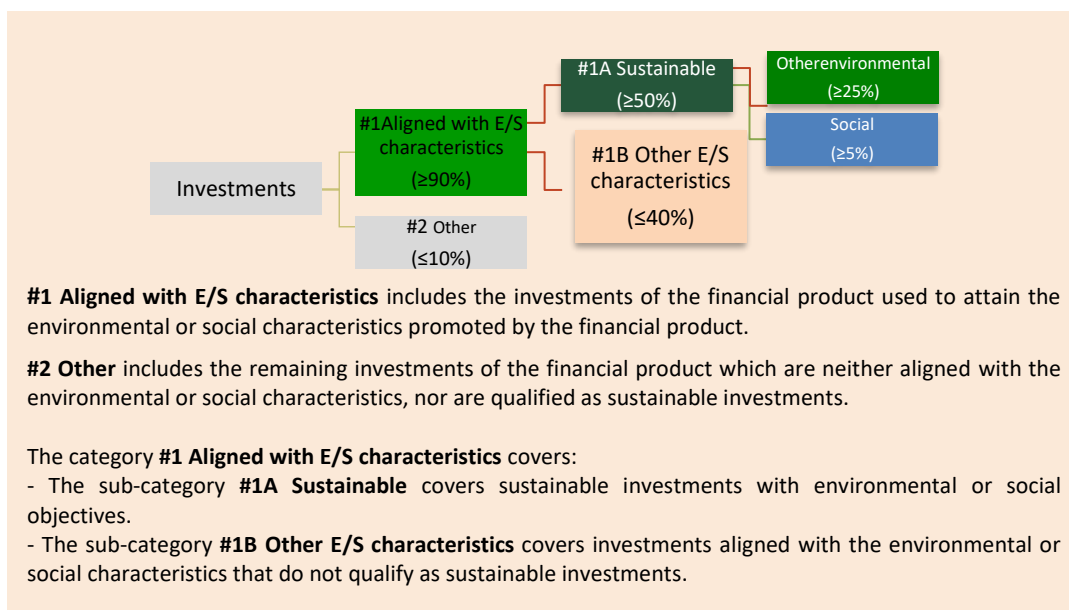 Investments
#1Aligned with E/S
characteristics
(≥90%)
#2 Other
(≤10%)
#1A Sustainable
(≥50%)
#1B Other E/S
characteristics
(≤40%)
Otherenvironmental
(≥25%)
Social
(≥5%)
#1 Aligned with E/S characteristics includes the investments of the financial product used to attain the
environmental or social characteristics promoted by the financial product.
#2 Other includes the remaining investments of the financial product which are neither aligned with the
environmental or social characteristics, nor are qualified as sustainable investments.
The category #1 Aligned with E/S characteristics covers:
- The sub-category #1A Sustainable covers sustainable investments with environmental or social
objectives.
- The sub-category #1B Other E/S characteristics covers investments aligned with the environmental or
social characteristics that do not qualify as sustainable investments.